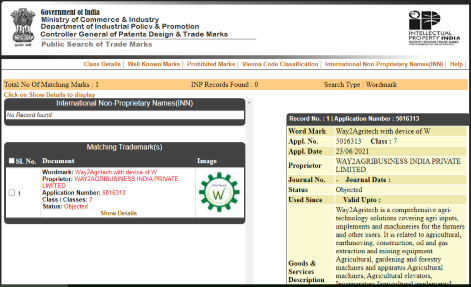 Government of India
Ministry of Commerce & Industry
Department of Industrial Policy & Promotion
Controller General of Patents Design & Trade Marks
Public Search of Trade Marks
INTELLECTUAL
PROPERTY INDIA
Class Details | Well Known Marks | Prohibited Marks | Vienna Code Classification | International Non-Proprietary Names(INN) | Help |
Total No Of Matching Marks : 1 INP Records Found : 0 Search Type : Wordmark
Click on Show Details to display
International Non-Proprietary Names(INN)
No Record found
Matching Trademark(s)
Sl. No. Document Image
1
Wordmark: Way2Agritech with device of W
Proprietor: WAY2AGRIBUSINESS INDIA PRIVATE
LIMITED
Application Number: 5016313
Class / Classes: 7
Status: Objected
Show Details
W
Record No. : 1 | Application Number : 5016313
Word Mark Way2Agritech with device of W
Appl. No. 5016313 Class : 7
Appl. Date 23/06/2021
Proprietor WAY2AGRIBUSINESS INDIA PRIVATE
LIMITED
Journal No. - Journal Date :
Status Objected
Used Since Valid Upto :
Goods &
Services
Description
Way2Agritech is a comprehensive agri-
technology solutions covering agri inputs,
implements and machineries for the farmers
and other users. It is related to agricultural,
earthmoving, construction, oil and gas
extraction and mining equipment
Agricultural, gardening and forestry
machines and apparatus Agricultural
machines, Agricultural elevators,
Incorporators [agricultural implements]